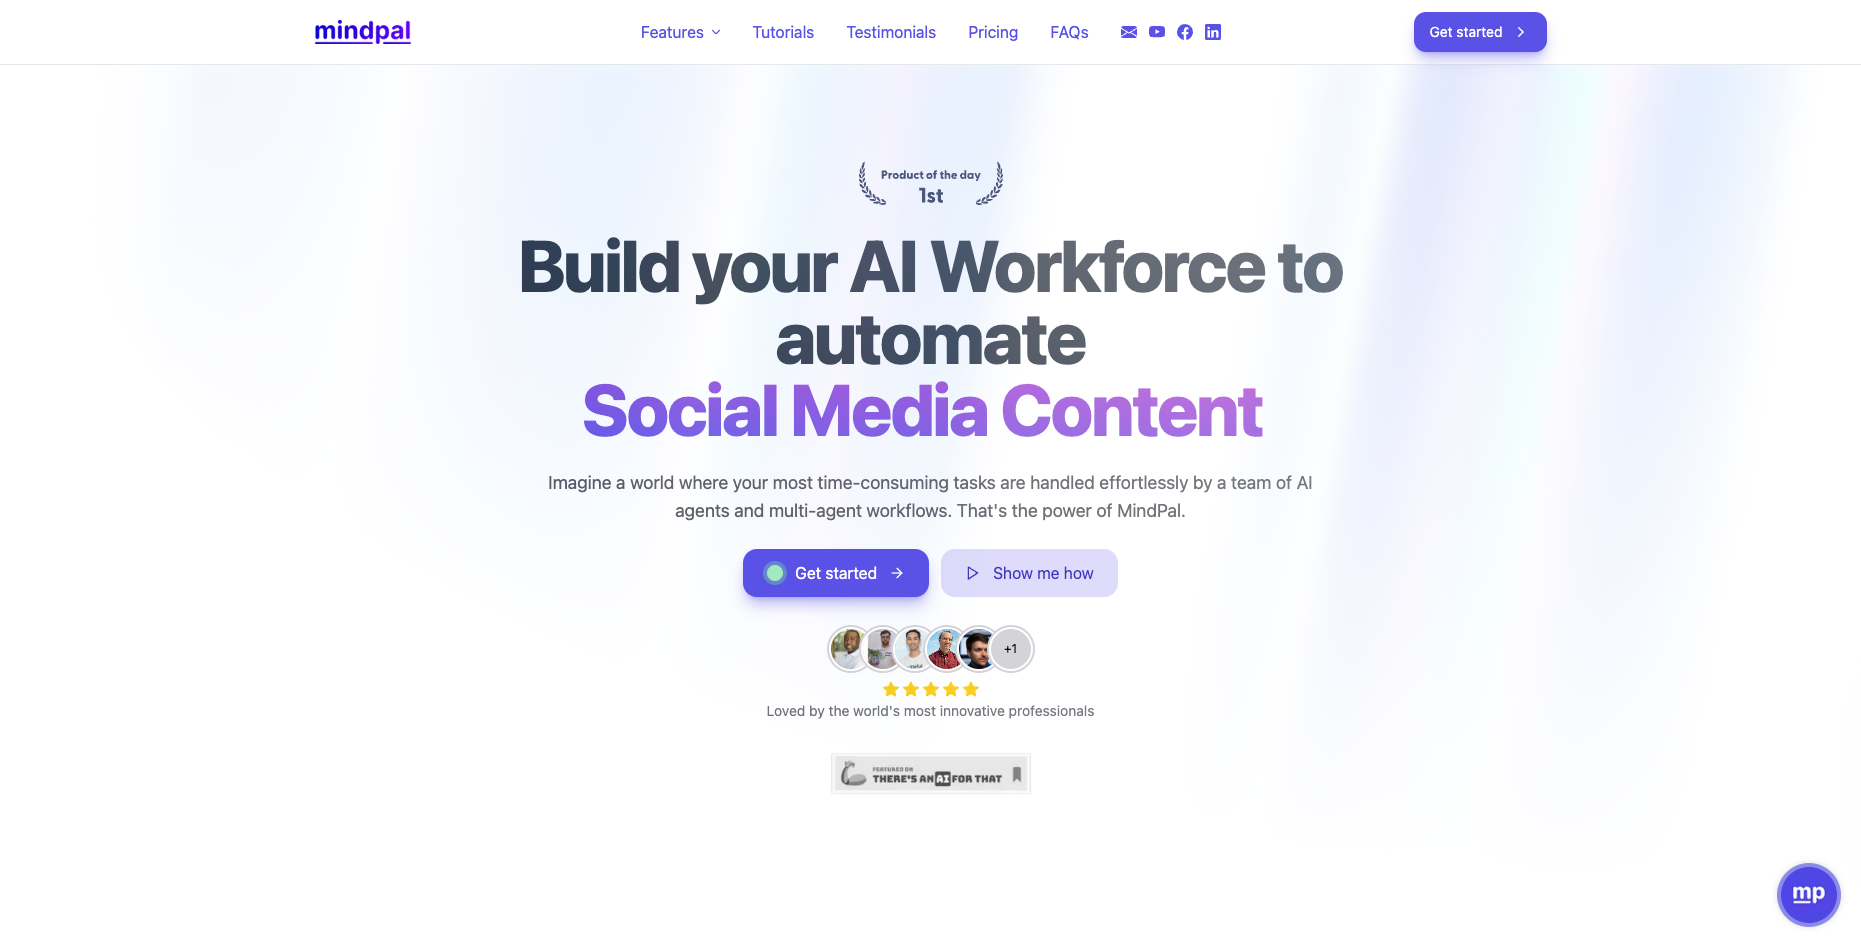 mindpal
Features
Tutorials
Testimonials
Pricing
FAQs
Get started
Product of the day
1st
Build your AI Workforce to
automate
Social Media Content
Imagine a world where your most time-consuming tasks are handled effortlessly by a team of AI
agents and multi-agent workflows. That's the power of MindPal.
Get started
Show me how
+1
Loved by the world's most innovative professionals
FEATURED ON
THERE'S AN AI FOR THAT
mp